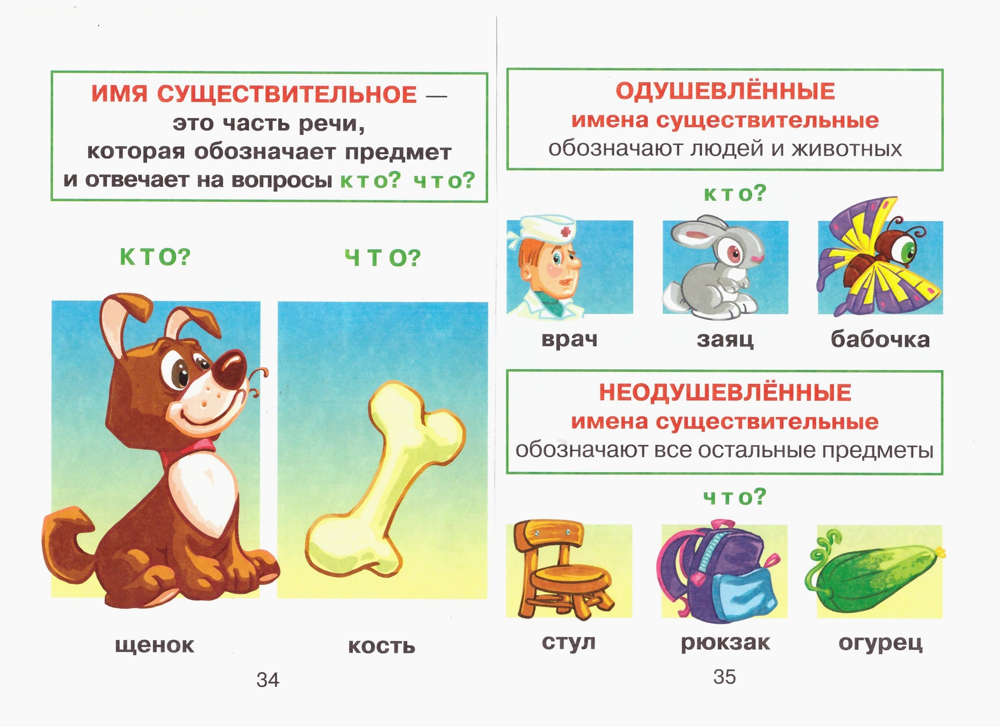 ИМЯ СУЩЕСТВИТЕЛЬНОЕ —
это часть речи,
которая обозначает предмет
и отвечает на вопросы кто? что?
КТО?
ЧТО?
щенок
кость
34
ОДУШЕВЛЁННЫЕ
имена существительные
обозначают людей и животных
кто?
врач
заяц
бабочка
НЕОДУШЕВЛЁННЫЕ
имена существительные
обозначают все остальные предметы
что?
стул
рюкзак
огурец
35